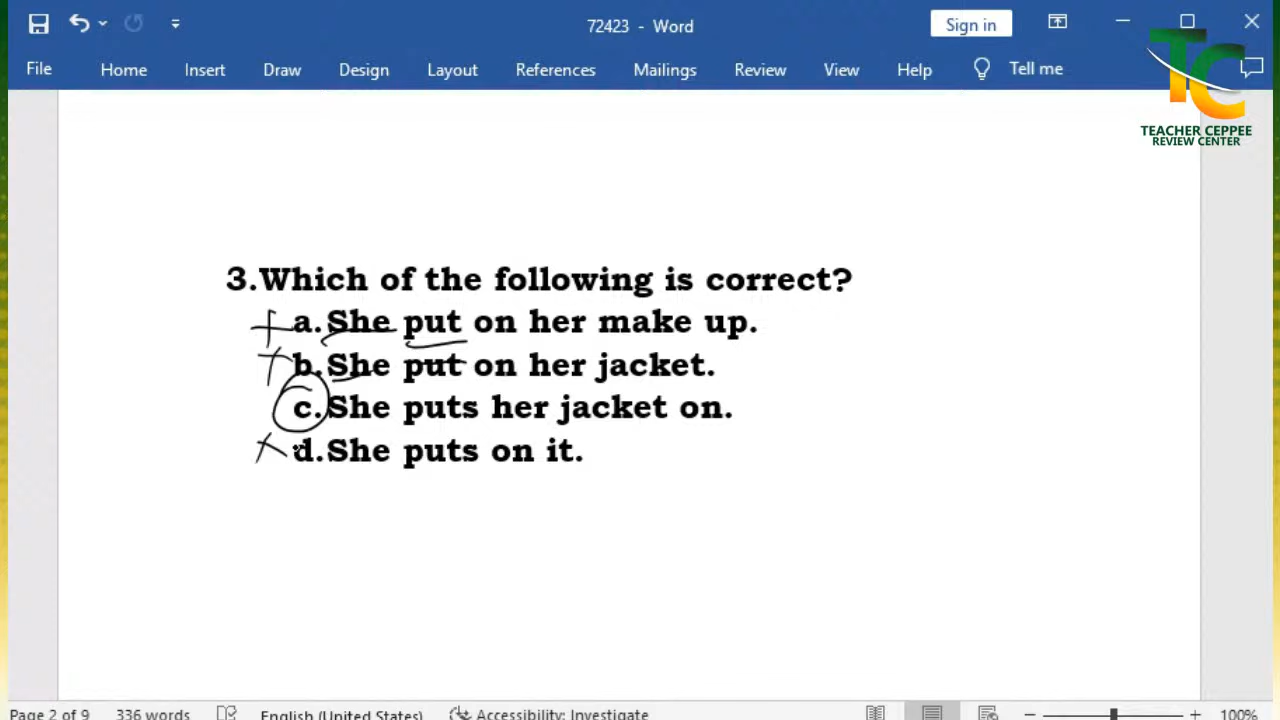 72423 - Word
Sign in
File Home Insert Draw Design Layout References Mailings Review View Help Tell me
TC
TEACHER CEPPEE
REVIEW CENTER
3.Which of the following is correct?
a.She put on her make up.
b.She put on her jacket.
c.She puts her jacket on.
d.She puts on it.
Page 2 of 9 336 words English (United States) Accessibility: Investigate 100%